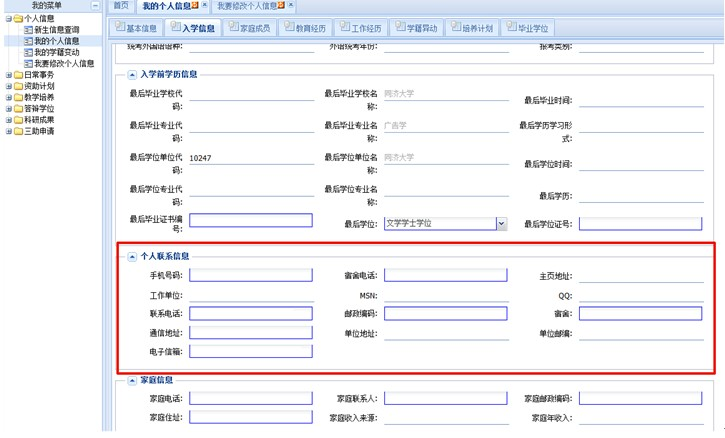 我的菜单
个人信息
新生信息查询
我的个人信息
我的学籍变动
我要修改个人信息
日常事务
资助计划
教学培养
答辩学位
科研成果
三助申请
首页 我的个人信息 我要修改个人信息
基本信息 入学信息 家庭成员 教育经历 工作经历 学籍异动 培养计划 毕业学位
统考外国语语种: 外语统考年份: 报考类别:
入学前学历信息
最后毕业学校代码: 最后毕业学校名称: 同济大学 最后毕业时间:
最后毕业专业代码: 最后毕业专业名称: 广告学 最后学历学习形式:
最后学位单位代码: 10247 最后学位单位名称: 同济大学 最后学位时间:
最后学位专业代码: 最后学位专业名称: 最后学历:
最后毕业证书编号: 最后学位: 文学学士学位 最后学位证号:
个人联系信息
手机号码: 宿舍电话: 主页地址:
工作单位: MSN: QQ:
联系电话: 邮政编码: 宿舍:
通信地址: 单位地址: 单位邮编:
电子信箱:
家庭信息
家庭电话: 家庭联系人: 家庭邮政编码:
家庭住址: 家庭收入来源: 家庭年收入: